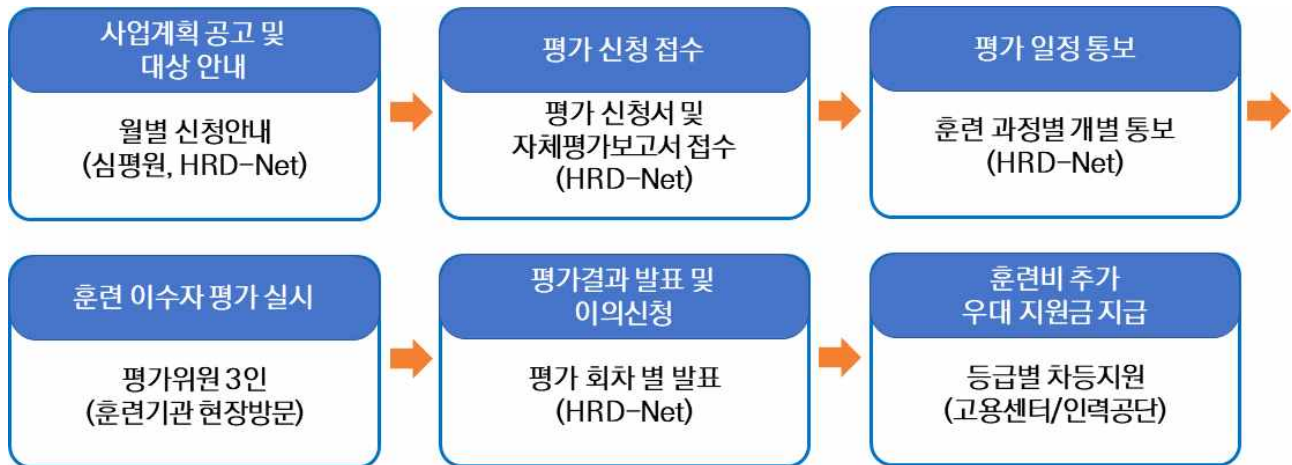 사업계획 공고 및
대상 안내
월별 신청안내
(심평원, HRD-Net)
평가 신청 접수
평가 신청서 및
자체평가보고서 접수
(HRD-Net)
평가 일정 통보
훈련 과정별 개별 통보
(HRD-Net)
훈련 이수자 평가 실시
평가위원 3인
(훈련기관 현장방문)
평가결과 발표 및
이의신청
평가 회차 별 발표
(HRD-Net)
훈련비 추가
우대 지원금 지급
등급별 차등지원
(고용센터/인력공단)